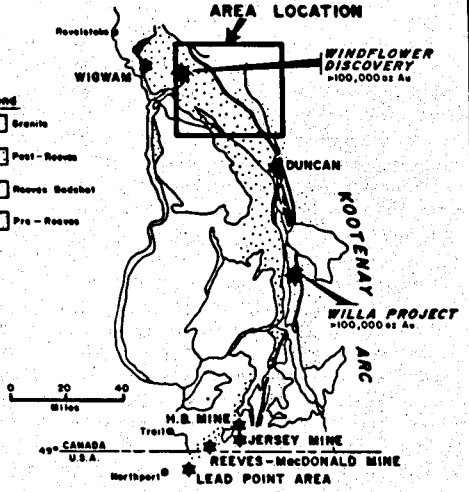 AREA LOCATION
Revelstoke
WINDFLOWER
DISCOVERY
>100,000 oz Au
WIGWAM
Granite
Post-Reeves
Reeves Badshot
Pre-Reeves
DUNCAN
KOOTENAY
ARC
WILLA PROJECT
>100,000 oz Au
0 20 40
Miles
H.B. MINE
Trail
JERSEY MINE
49° CANADA
U.S.A.
REEVES-MacDONALD MINE
Northport
LEAD POINT AREA